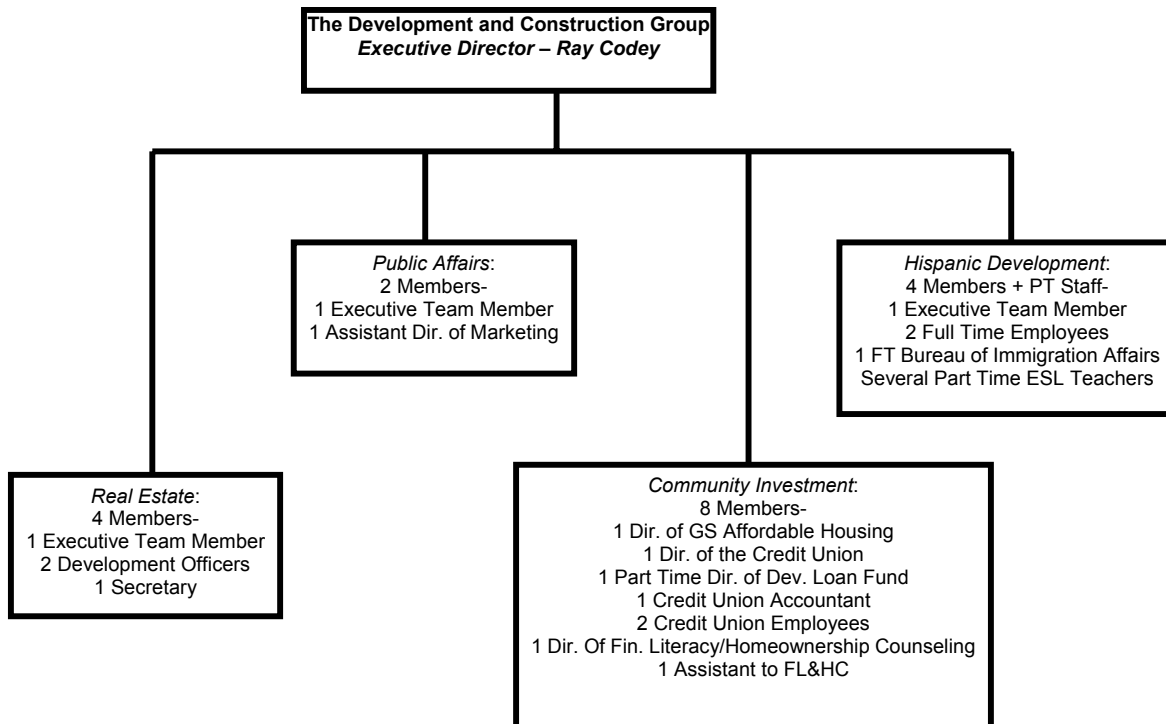 The Development and Construction Group
Executive Director – Ray Codey
Public Affairs:
2 Members-
1 Executive Team Member
1 Assistant Dir. of Marketing
Hispanic Development:
4 Members + PT Staff-
1 Executive Team Member
2 Full Time Employees
1 FT Bureau of Immigration Affairs
Several Part Time ESL Teachers
Real Estate:
4 Members-
1 Executive Team Member
2 Development Officers
1 Secretary
Community Investment:
8 Members-
1 Dir. of GS Affordable Housing
1 Dir. of the Credit Union
1 Part Time Dir. of Dev. Loan Fund
1 Credit Union Accountant
2 Credit Union Employees
1 Dir. Of Fin. Literacy/Homeownership Counseling
1 Assistant to FL&HC